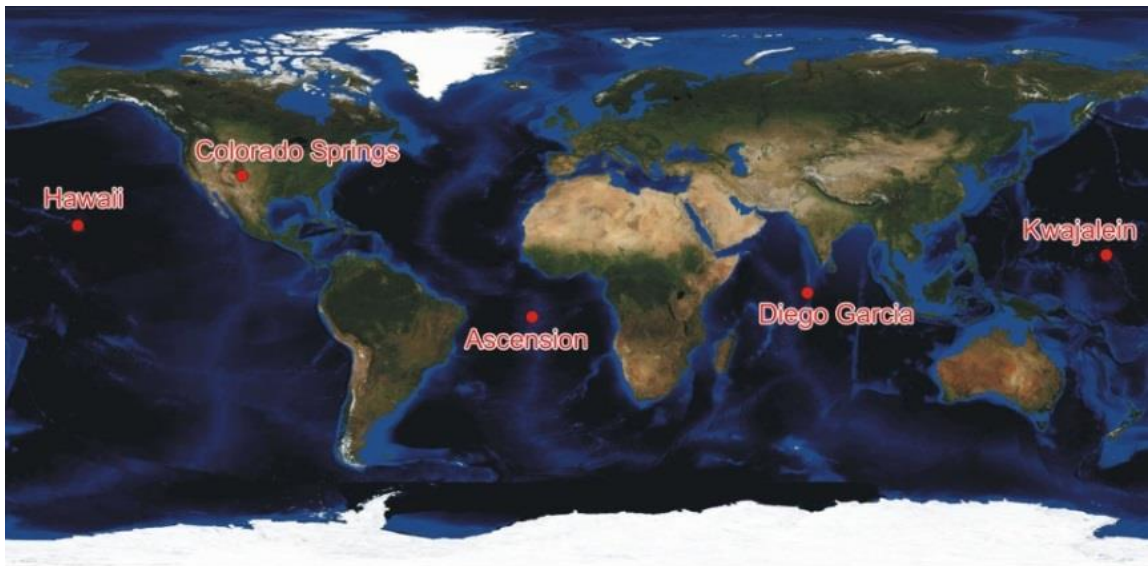 Colorado Springs
Hawaii
Kwajalein
Diego Garcia
Ascension